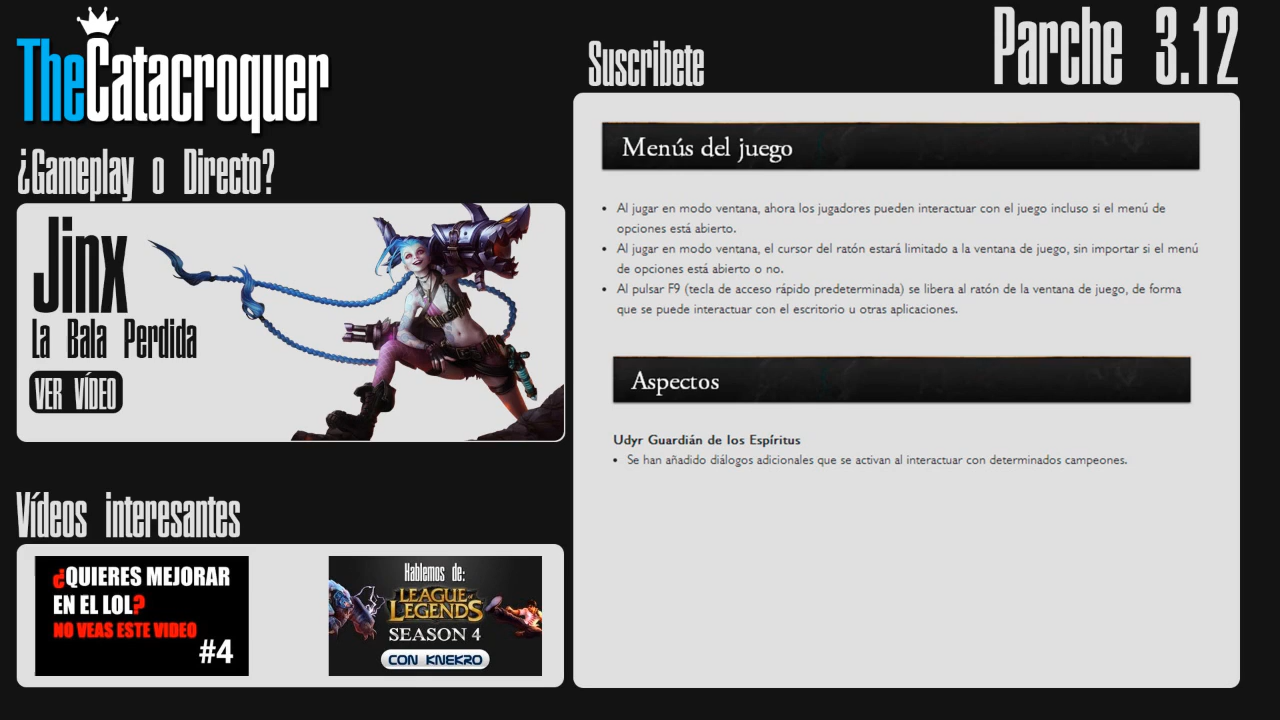 TheCatacroquer
¿Gameplay o Directo?
Jinx
La Bala Perdida
VER VÍDEO
Vídeos interesantes
¿QUIERES MEJORAR
EN EL LOL?
NO VEAS ESTE VIDEO
#4
Hablemos de:
LEAGUE of
LEGENDS
SEASON 4
CON KNEKRO
Suscribete
Parche 3.12
Menús del juego
• Al jugar en modo ventana, ahora los jugadores pueden interactuar con el juego incluso si el menú de
opciones está abierto.
• Al jugar en modo ventana, el cursor del ratón estará limitado a la ventana de juego, sin importar si el menú
de opciones está abierto o no.
• Al pulsar F9 (tecla de acceso rápido predeterminada) se libera al ratón de la ventana de juego, de forma
que se puede interactuar con el escritorio u otras aplicaciones.
Aspectos
Udyr Guardián de los Espíritus
• Se han añadido diálogos adicionales que se activan al interactuar con determinados campeones.